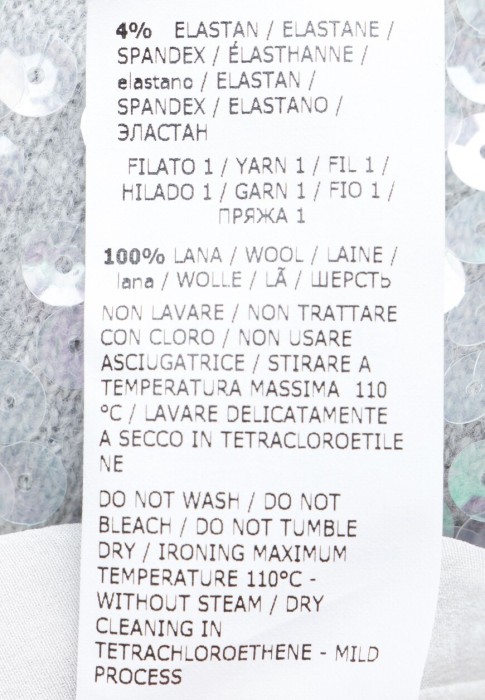 4% ELASTAN / ELASTANE /
SPANDEX / ÉLASTHANNE /
elastano / ELASTAN /
SPANDEX / ELASTANO /
ЭЛАСТАН
FILATO 1 / YARN 1 / FIL 1 /
HILADO 1 / GARN 1 / FIO 1 /
ПРЯЖА 1
100% LANA / WOOL / LAINE /
lana / WOLLE / LÃ / ШЕРСТЬ
NON LAVARE / NON TRATTARE
CON CLORO / NON USARE
ASCIUGATRICE / STIRARE A
TEMPERATURA MASSIMA 110
°C / LAVARE DELICATAMENTE
A SECCO IN TETRACLOROETILE
NE
DO NOT WASH / DO NOT
BLEACH / DO NOT TUMBLE
DRY / IRONING MAXIMUM
TEMPERATURE 110°C -
WITHOUT STEAM / DRY
CLEANING IN
TETRACHLOROETHENE - MILD
PROCESS